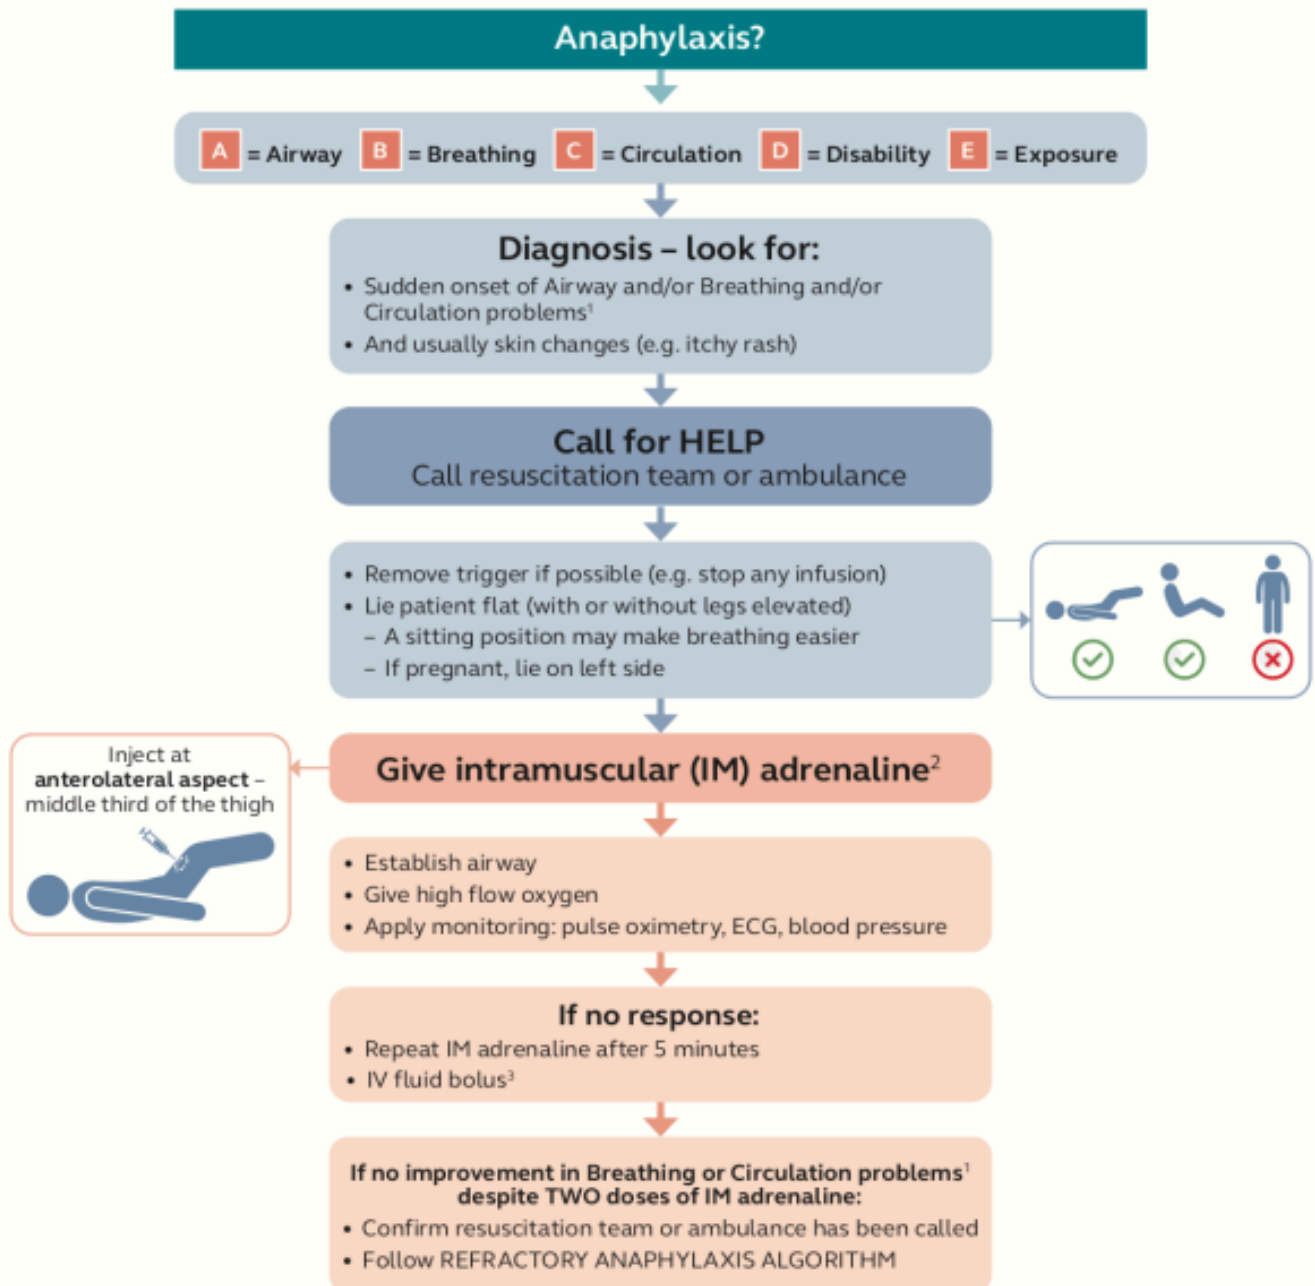 Anaphylaxis?
A = Airway B = Breathing C = Circulation D = Disability E = Exposure
Diagnosis – look for:
• Sudden onset of Airway and/or Breathing and/or
Circulation problems¹
• And usually skin changes (e.g. itchy rash)
Call for HELP
Call resuscitation team or ambulance
• Remove trigger if possible (e.g. stop any infusion)
• Lie patient flat (with or without legs elevated)
– A sitting position may make breathing easier
– If pregnant, lie on left side
Give intramuscular (IM) adrenaline²
Inject at
anterolateral aspect –
middle third of the thigh
• Establish airway
• Give high flow oxygen
• Apply monitoring: pulse oximetry, ECG, blood pressure
If no response:
• Repeat IM adrenaline after 5 minutes
• IV fluid bolus³
If no improvement in Breathing or Circulation problems¹
despite TWO doses of IM adrenaline:
• Confirm resuscitation team or ambulance has been called
• Follow REFRACTORY ANAPHYLAXIS ALGORITHM